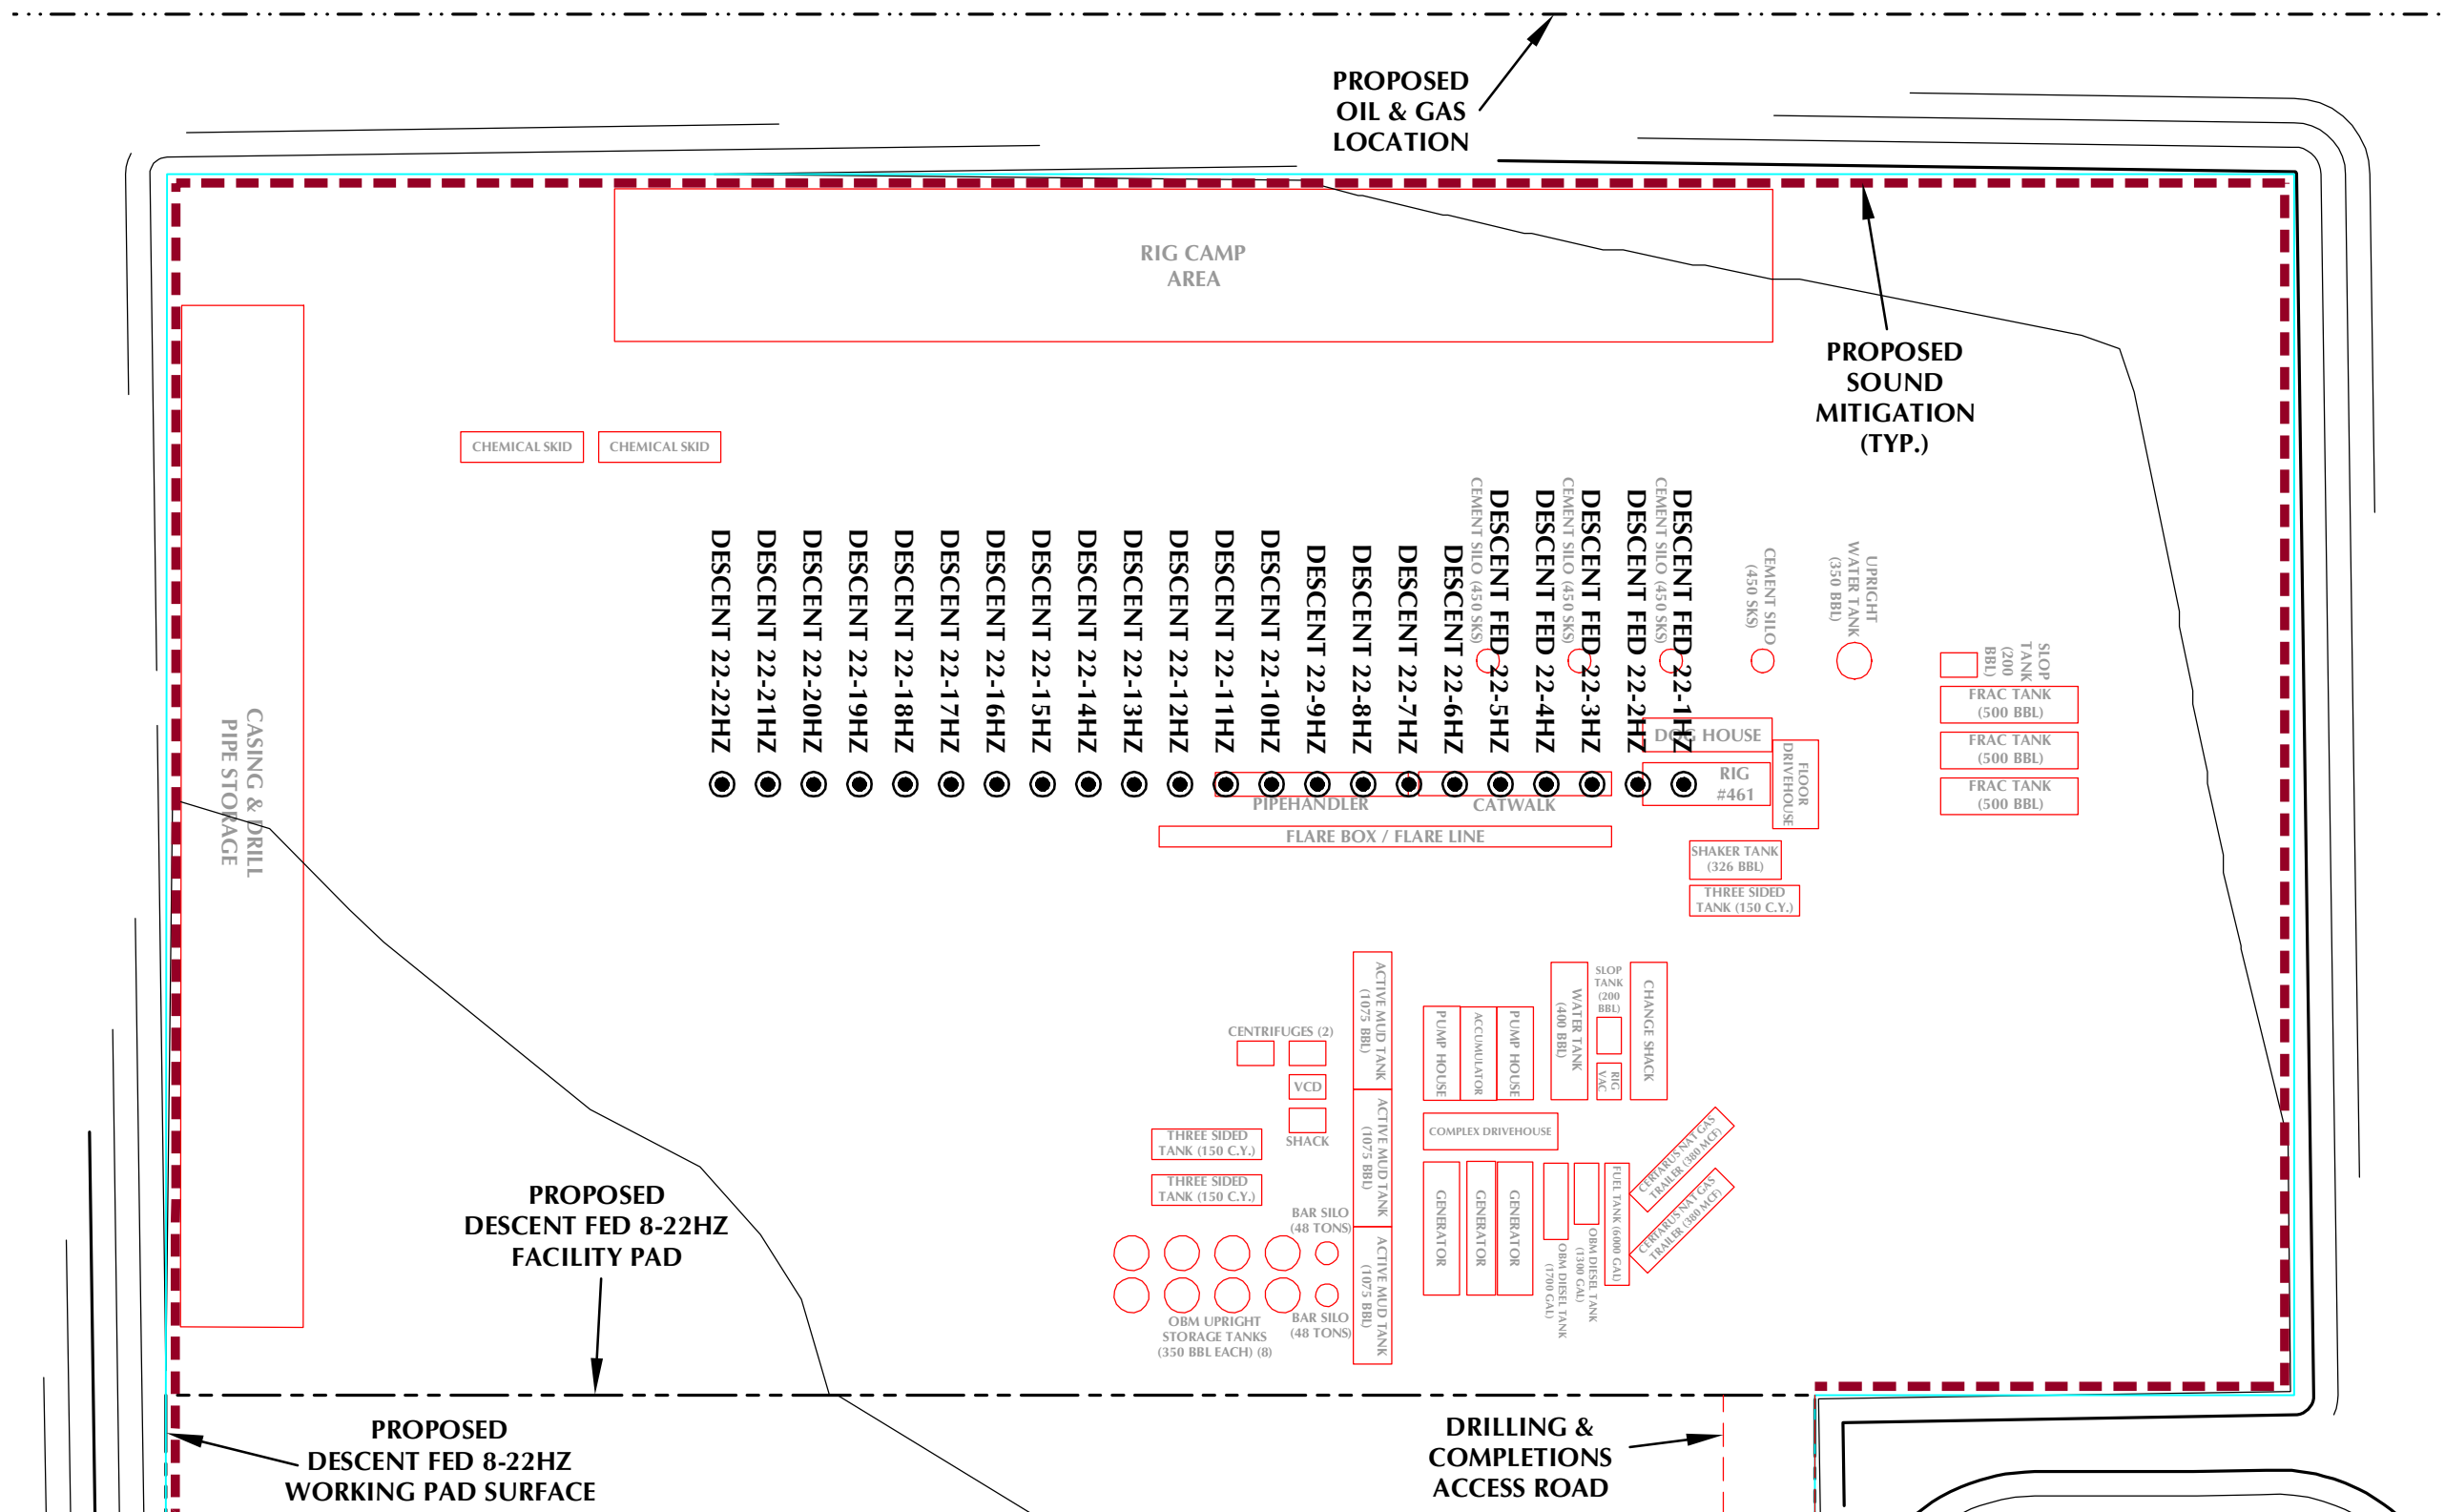 PROPOSED
OIL & GAS
LOCATION
RIG CAMP
AREA
PROPOSED
SOUND
MITIGATION
(TYP.)
CHEMICAL SKID
CHEMICAL SKID
DESCENT 22-22HZ
DESCENT 22-21HZ
DESCENT 22-20HZ
DESCENT 22-19HZ
DESCENT 22-18HZ
DESCENT 22-17HZ
DESCENT 22-16HZ
DESCENT 22-15HZ
DESCENT 22-14HZ
DESCENT 22-13HZ
DESCENT 22-12HZ
DESCENT 22-11HZ
DESCENT 22-10HZ
DESCENT 22-9HZ
DESCENT 22-8HZ
DESCENT 22-7HZ
DESCENT 22-6HZ
CEMENT SILO (450 SKS)
DESCENT FED 22-5HZ
DESCENT FED 22-4HZ
CEMENT SILO (450 SKS)
DESCENT FED 22-3HZ
DESCENT FED 22-2HZ
CEMENT SILO (450 SKS)
DESCENT FED 22-1HZ
CEMENT SILO
(450 SKS)
UPRIGHT
WATER TANK
(350 BBL)
SLOP
TANK
(200
BBL)
FRAC TANK
(500 BBL)
FRAC TANK
(500 BBL)
FRAC TANK
(500 BBL)
CASING & DRILL
PIPE STORAGE
DOG HOUSE
RIG
#461
FLOOR
DRIVEHOUSE
PIPEHANDLER
CATWALK
FLARE BOX / FLARE LINE
SHAKER TANK
(326 BBL)
THREE SIDED
TANK (150 C.Y.)
ACTIVE MUD TANK
(1075 BBL)
ACTIVE MUD TANK
(1075 BBL)
ACTIVE MUD TANK
(1075 BBL)
CENTRIFUGES (2)
VCD
SHACK
PUMP HOUSE
ACCUMULATOR
PUMP HOUSE
WATER TANK
(400 BBL)
SLOP
TANK
(200
BBL)
RIG
VAC
CHANGE SHACK
COMPLEX DRIVEHOUSE
THREE SIDED
TANK (150 C.Y.)
THREE SIDED
TANK (150 C.Y.)
GENERATOR
GENERATOR
GENERATOR
OBM DIESEL TANK
(1700 GAL)
OBM DIESEL TANK
(1300 GAL)
FUEL TANK (6000 GAL)
CERTARUS NAT GAS
TRAILER (380 MCF)
CERTARUS NAT GAS
TRAILER (380 MCF)
BAR SILO
(48 TONS)
BAR SILO
(48 TONS)
OBM UPRIGHT
STORAGE TANKS
(350 BBL EACH) (8)
PROPOSED
DESCENT FED 8-22HZ
FACILITY PAD
PROPOSED
DESCENT FED 8-22HZ
WORKING PAD SURFACE
DRILLING &
COMPLETIONS
ACCESS ROAD